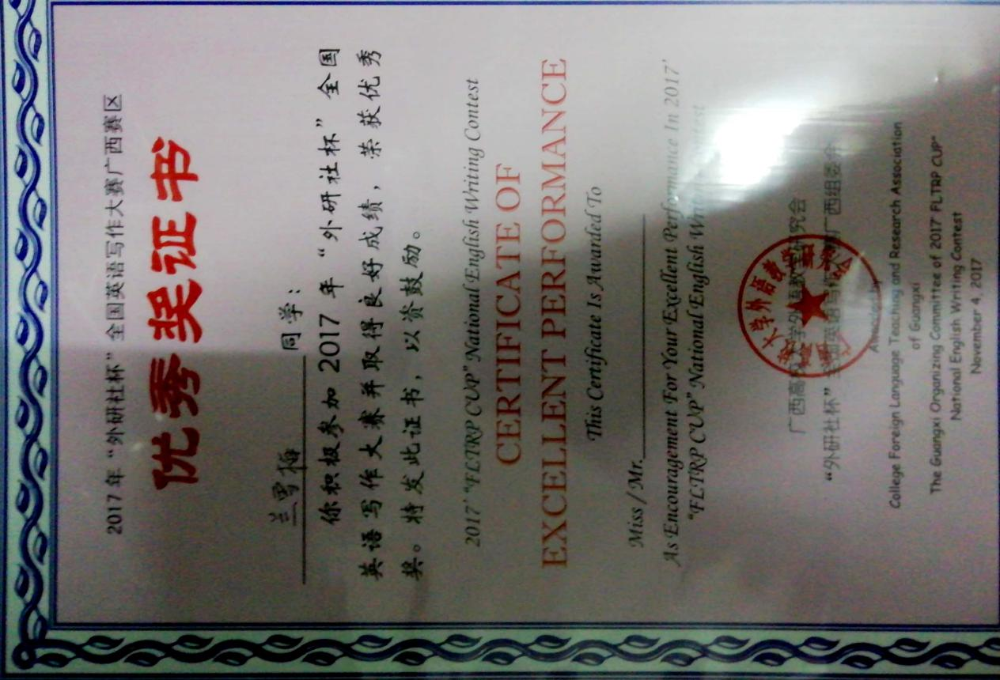 2017年“外研社杯”全国英语写作大赛广西赛区
优秀奖证书
兰雪梅 同学：
你积极参加2017年“外研社杯”全国
英语写作大赛并取得良好成绩，荣获优秀
奖。特发此证书，以资鼓励。
2017' "FLTRP CUP" National English Writing Contest
CERTIFICATE OF
EXCELLENT PERFORMANCE
This Certificate Is Awarded To
Miss / Mr.
As Encouragement For Your Excellent Performance In 2017'
"FLTRP CUP" National English Writing Contest
广西高校大学外语教学研究会
“外研社杯”全国英语写作大赛广西组委会
Awarded by
College Foreign Language Teaching and Research Association
of Guangxi
The Guangxi Organizing Committee of 2017 FLTRP CUP"
National English Writing Contest
November 4, 2017